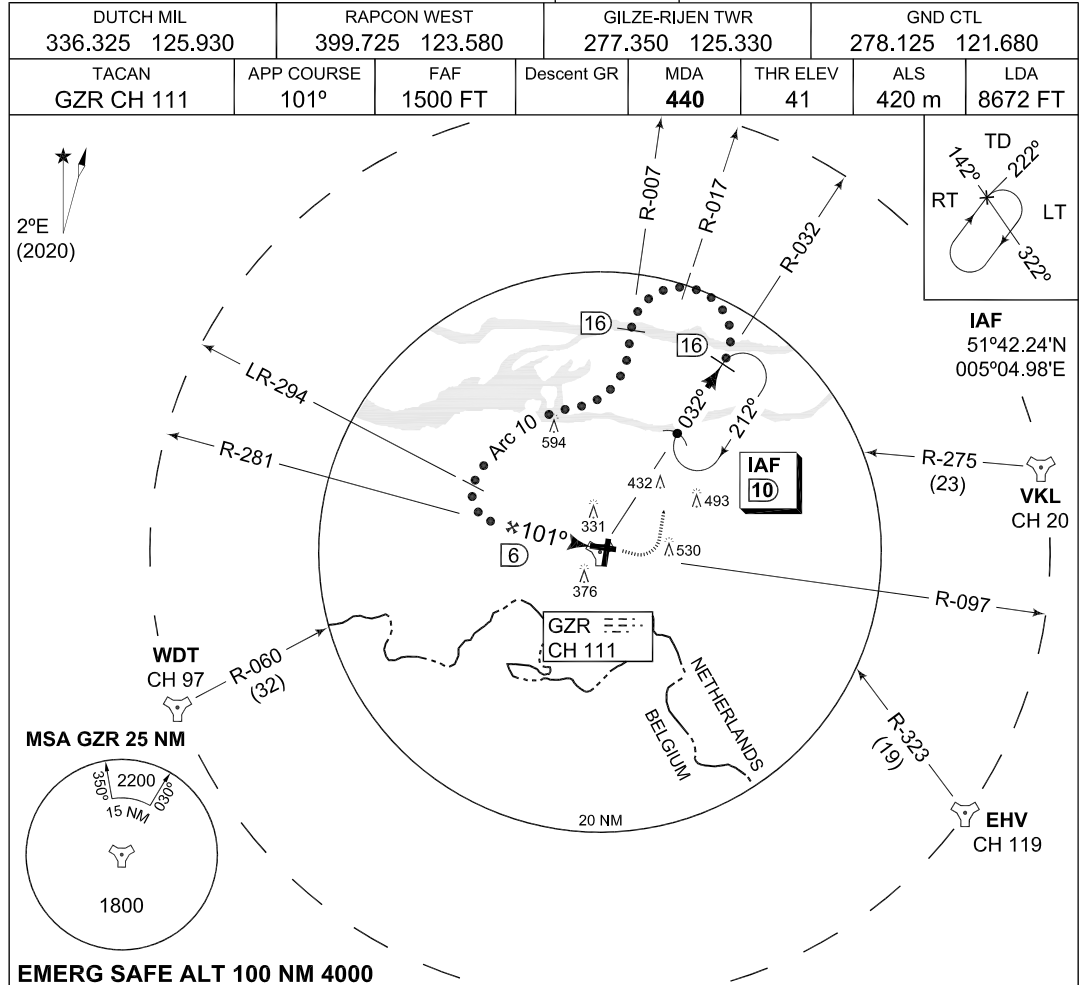 DUTCH MIL
336.325 125.930
RAPCON WEST
399.725 123.580
GILZE-RIJEN TWR
277.350 125.330
GND CTL
278.125 121.680
TACAN
GZR CH 111
APP COURSE
101º
FAF
1500 FT
Descent GR
MDA
440
THR ELEV
41
ALS
420 m
LDA
8672 FT
2ºE
(2020)
R-007
R-017
R-032
TD
142º
222º
RT
LT
322º
IAF
51º42.24'N
005º04.98'E
16
16
LR-294
032º
212º
Arc 10
594
R-281
IAF
10
R-275
(23)
VKL
CH 20
432
493
331
101º
6
530
376
R-097
GZR
CH 111
WDT
CH 97
R-060
(32)
NETHERLANDS
BELGIUM
R-323
(19)
MSA GZR 25 NM
350º
2200
030º
15 NM
1800
20 NM
EHV
CH 119
EMERG SAFE ALT 100 NM 4000